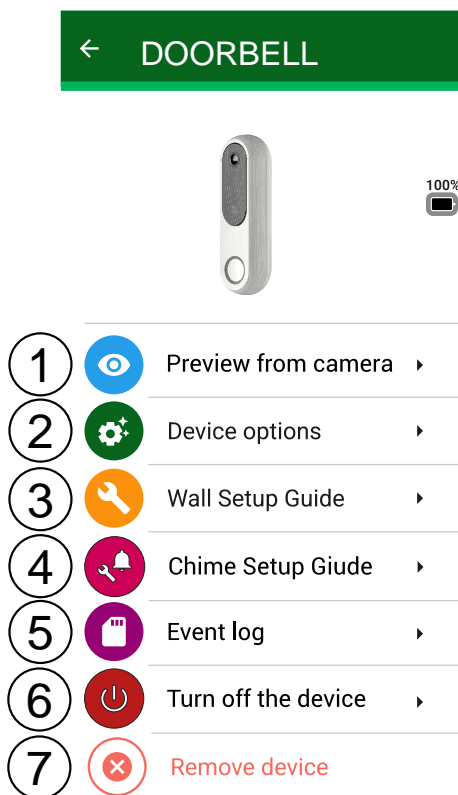 DOORBELL
100%
1 Preview from camera
2 Device options
3 Wall Setup Guide
4 Chime Setup Giude
5 Event log
6 Turn off the device
7 Remove device